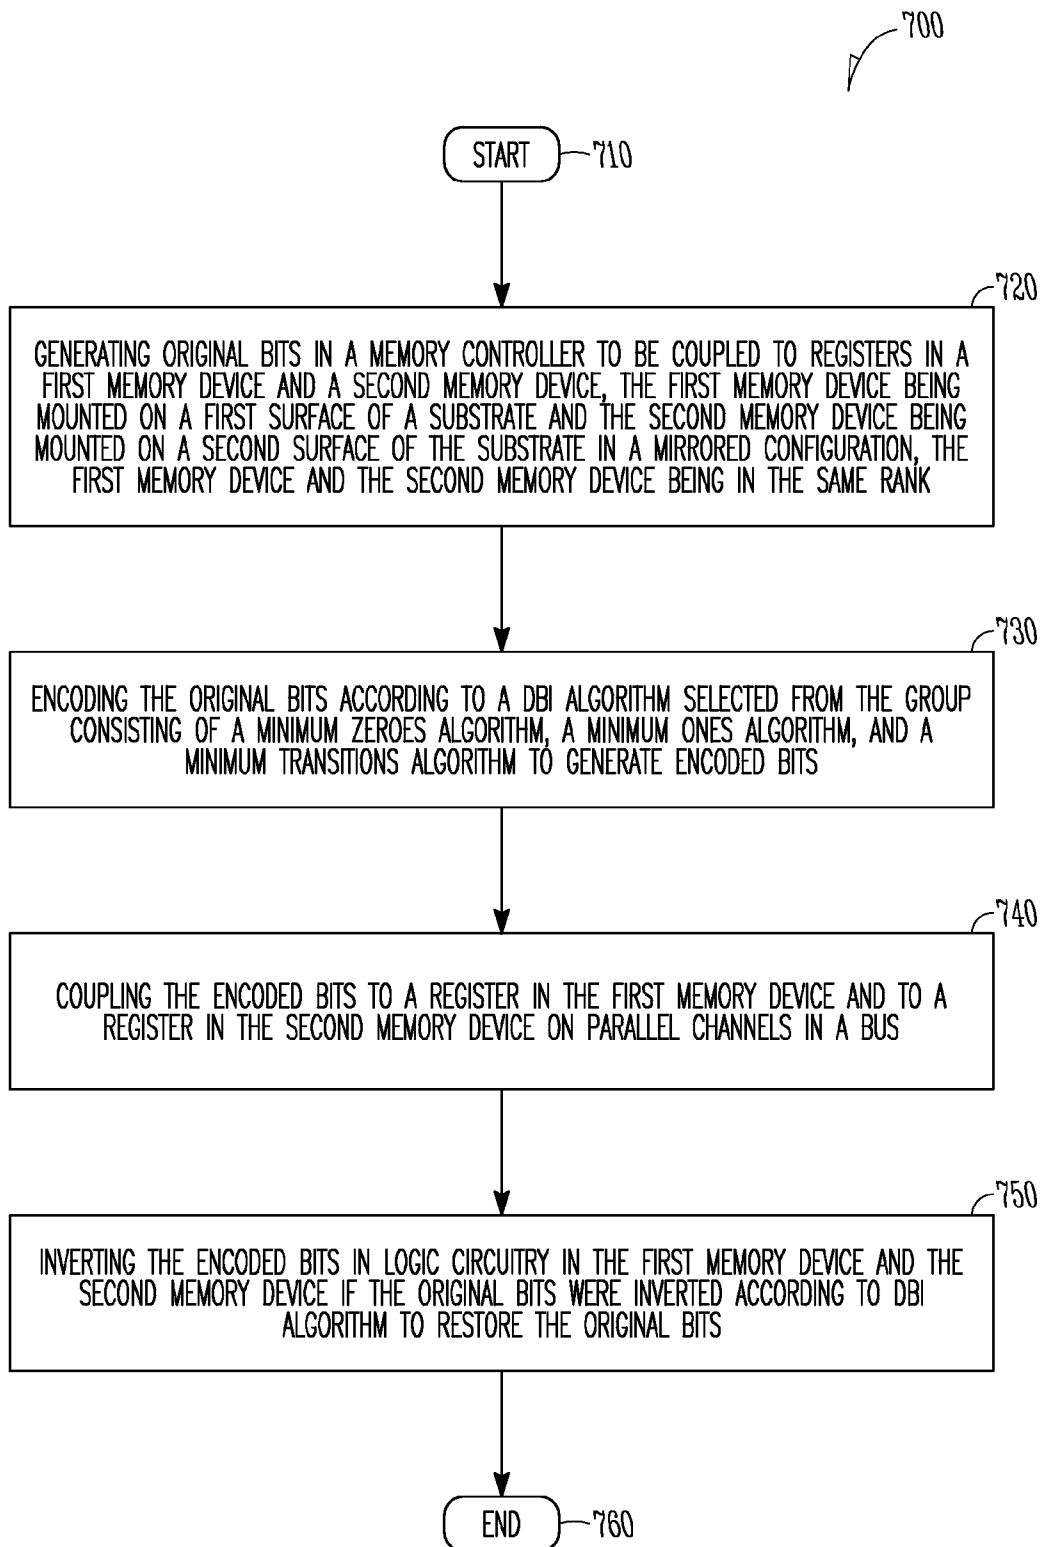 700
START
710
720
GENERATING ORIGINAL BITS IN A MEMORY CONTROLLER TO BE COUPLED TO REGISTERS IN A
FIRST MEMORY DEVICE AND A SECOND MEMORY DEVICE, THE FIRST MEMORY DEVICE BEING
MOUNTED ON A FIRST SURFACE OF A SUBSTRATE AND THE SECOND MEMORY DEVICE BEING
MOUNTED ON A SECOND SURFACE OF THE SUBSTRATE IN A MIRRORED CONFIGURATION, THE
FIRST MEMORY DEVICE AND THE SECOND MEMORY DEVICE BEING IN THE SAME RANK
730
ENCODING THE ORIGINAL BITS ACCORDING TO A DBI ALGORITHM SELECTED FROM THE GROUP
CONSISTING OF A MINIMUM ZEROES ALGORITHM, A MINIMUM ONES ALGORITHM, AND A
MINIMUM TRANSITIONS ALGORITHM TO GENERATE ENCODED BITS
740
COUPLING THE ENCODED BITS TO A REGISTER IN THE FIRST MEMORY DEVICE AND TO A
REGISTER IN THE SECOND MEMORY DEVICE ON PARALLEL CHANNELS IN A BUS
750
INVERTING THE ENCODED BITS IN LOGIC CIRCUITRY IN THE FIRST MEMORY DEVICE AND THE
SECOND MEMORY DEVICE IF THE ORIGINAL BITS WERE INVERTED ACCORDING TO DBI
ALGORITHM TO RESTORE THE ORIGINAL BITS
END
760